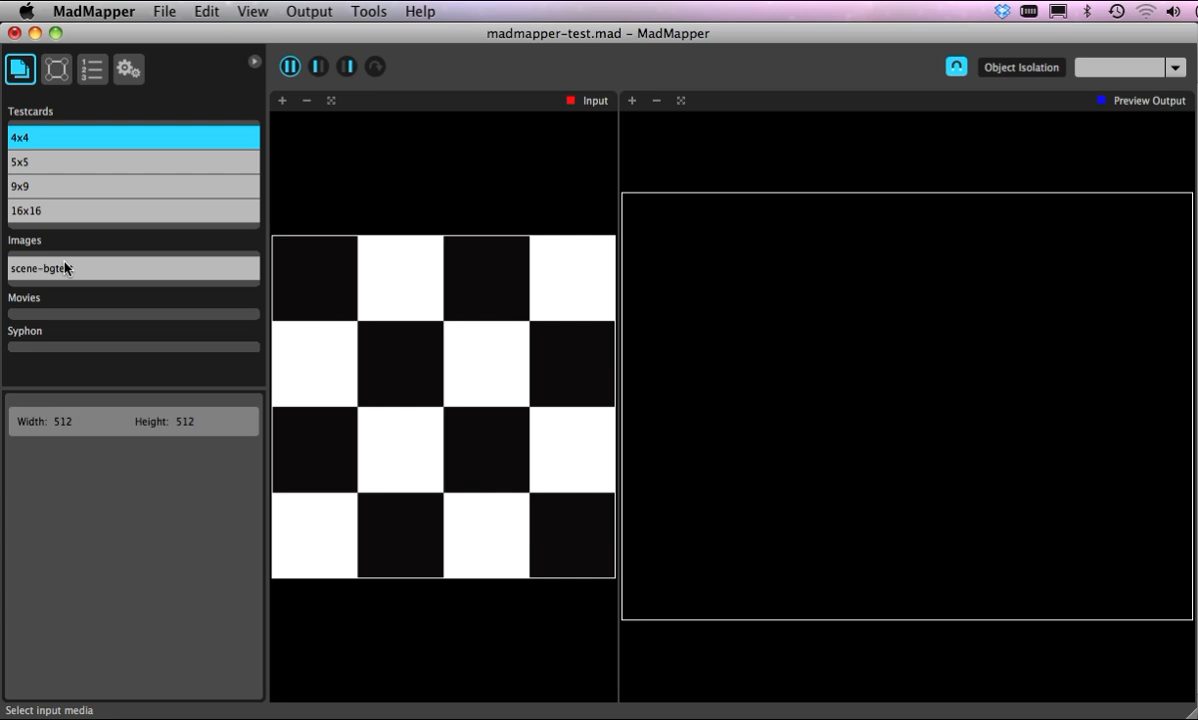 MadMapper File Edit View Output Tools Help
madmapper-test.mad – MadMapper
Object Isolation
Input
Preview Output
Testcards
4x4
5x5
9x9
16x16
Images
Movies
Syphon
Width: 512 Height: 512
Select input media